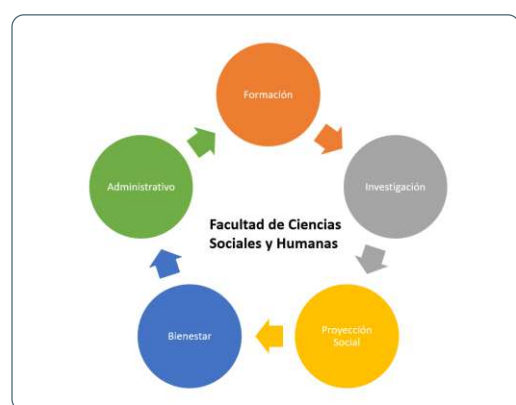 Formación
Administrativo
Investigación
Facultad de Ciencias
Sociales y Humanas
Bienestar
Proyección
Social